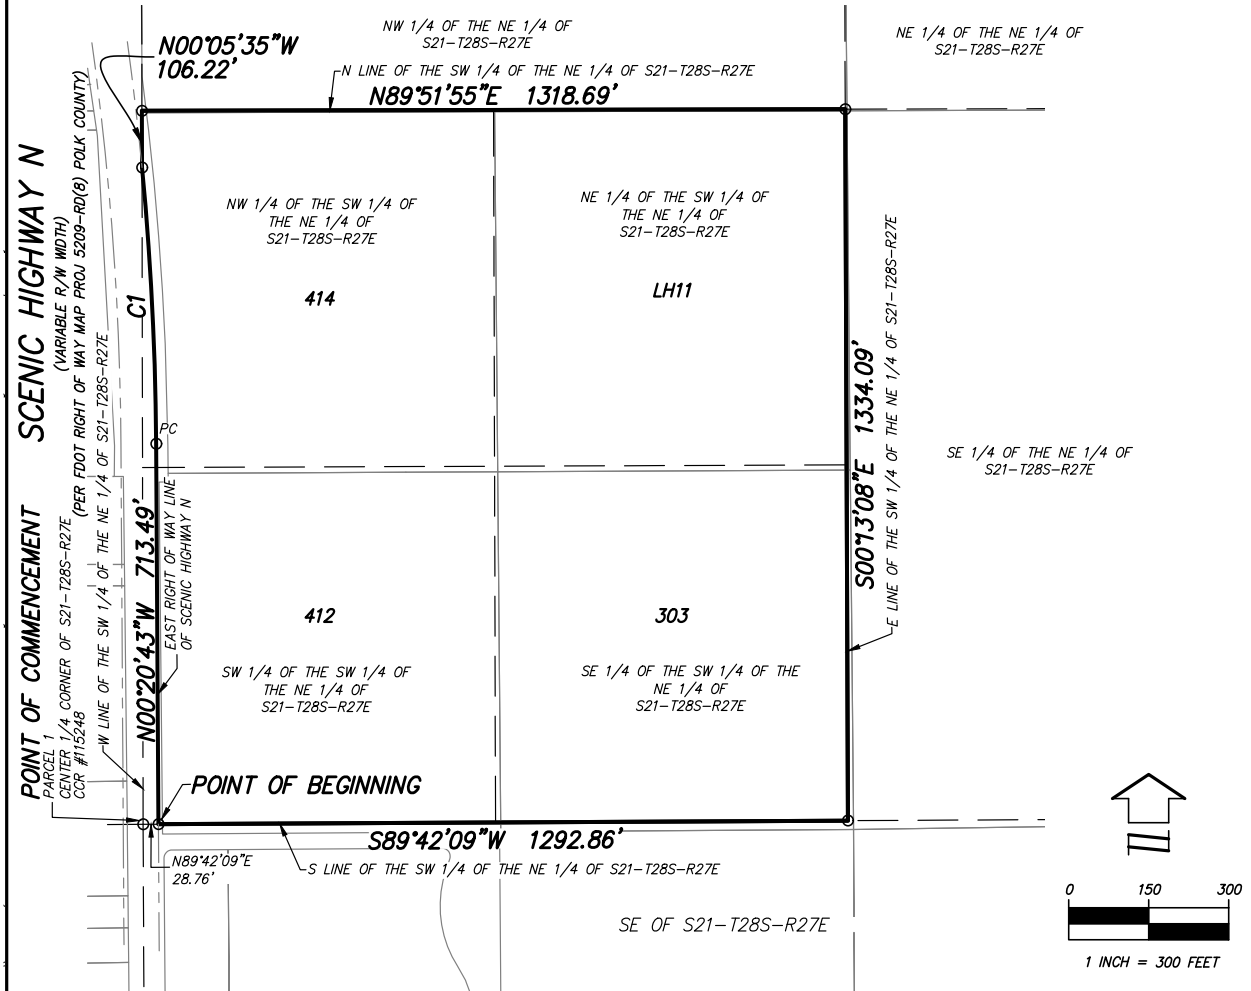 NW 1/4 OF THE NE 1/4 OF
S21-T28S-R27E
NE 1/4 OF THE NE 1/4 OF
S21-T28S-R27E
N00°05'35"W
106.22'
N LINE OF THE SW 1/4 OF THE NE 1/4 OF S21-T28S-R27E
N89°51'55"E 1318.69'
SCENIC HIGHWAY N
(VARIABLE R/W WIDTH)
(PER FDOT RIGHT OF WAY MAP PROJ 5209-RD(8) POLK COUNTY)
W LINE OF THE SW 1/4 OF THE NE 1/4 OF S21-T28S-R27E
NW 1/4 OF THE SW 1/4 OF
THE NE 1/4 OF
S21-T28S-R27E
414
NE 1/4 OF THE SW 1/4 OF
THE NE 1/4 OF
S21-T28S-R27E
LH11
C1
PC
S00°13'08"E 1334.09'
E LINE OF THE SW 1/4 OF THE NE 1/4 OF S21-T28S-R27E
SE 1/4 OF THE NE 1/4 OF
S21-T28S-R27E
POINT OF COMMENCEMENT
PARCEL 1
CENTER 1/4 CORNER OF S21-T28S-R27E
CCR #115248
N00°20'43"W 713.49'
EAST RIGHT OF WAY LINE
OF SCENIC HIGHWAY N
412
SW 1/4 OF THE SW 1/4 OF
THE NE 1/4 OF
S21-T28S-R27E
303
SE 1/4 OF THE SW 1/4 OF THE
NE 1/4 OF
S21-T28S-R27E
POINT OF BEGINNING
S89°42'09"W 1292.86'
N89°42'09"E
28.76'
S LINE OF THE SW 1/4 OF THE NE 1/4 OF S21-T28S-R27E
SE OF S21-T28S-R27E
0 150 300
1 INCH = 300 FEET